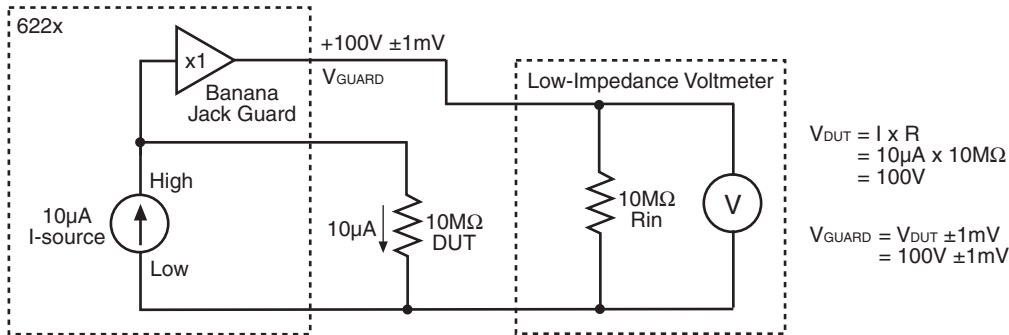 622x
x1
+100V ±1mV
VGUARD
Banana
Jack Guard
Low-Impedance Voltmeter
High
10µA
I-source
Low
10µA
10MΩ
DUT
10MΩ
Rin
V
VDUT = I x R
= 10µA x 10MΩ
= 100V
VGUARD = VDUT ±1mV
= 100V ±1mV